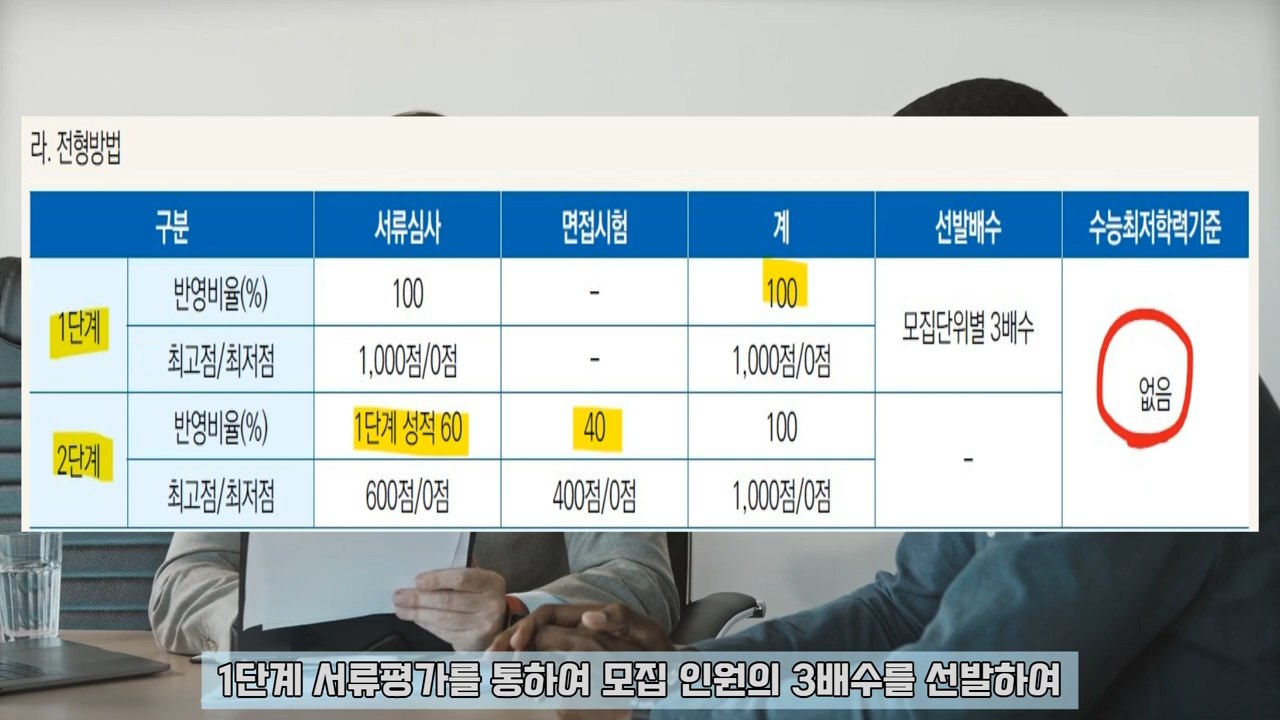 라. 전형방법
구분 서류심사 면접시험 계 선발배수 수능최저학력기준
1단계 반영비율(%) 100 - 100 모집단위별 3배수 없음
최고점/최저점 1,000점/0점 - 1,000점/0점
2단계 반영비율(%) 1단계 성적 60 40 100 -
최고점/최저점 600점/0점 400점/0점 1,000점/0점
1단계 서류평가를 통하여 모집 인원의 3배수를 선발하여